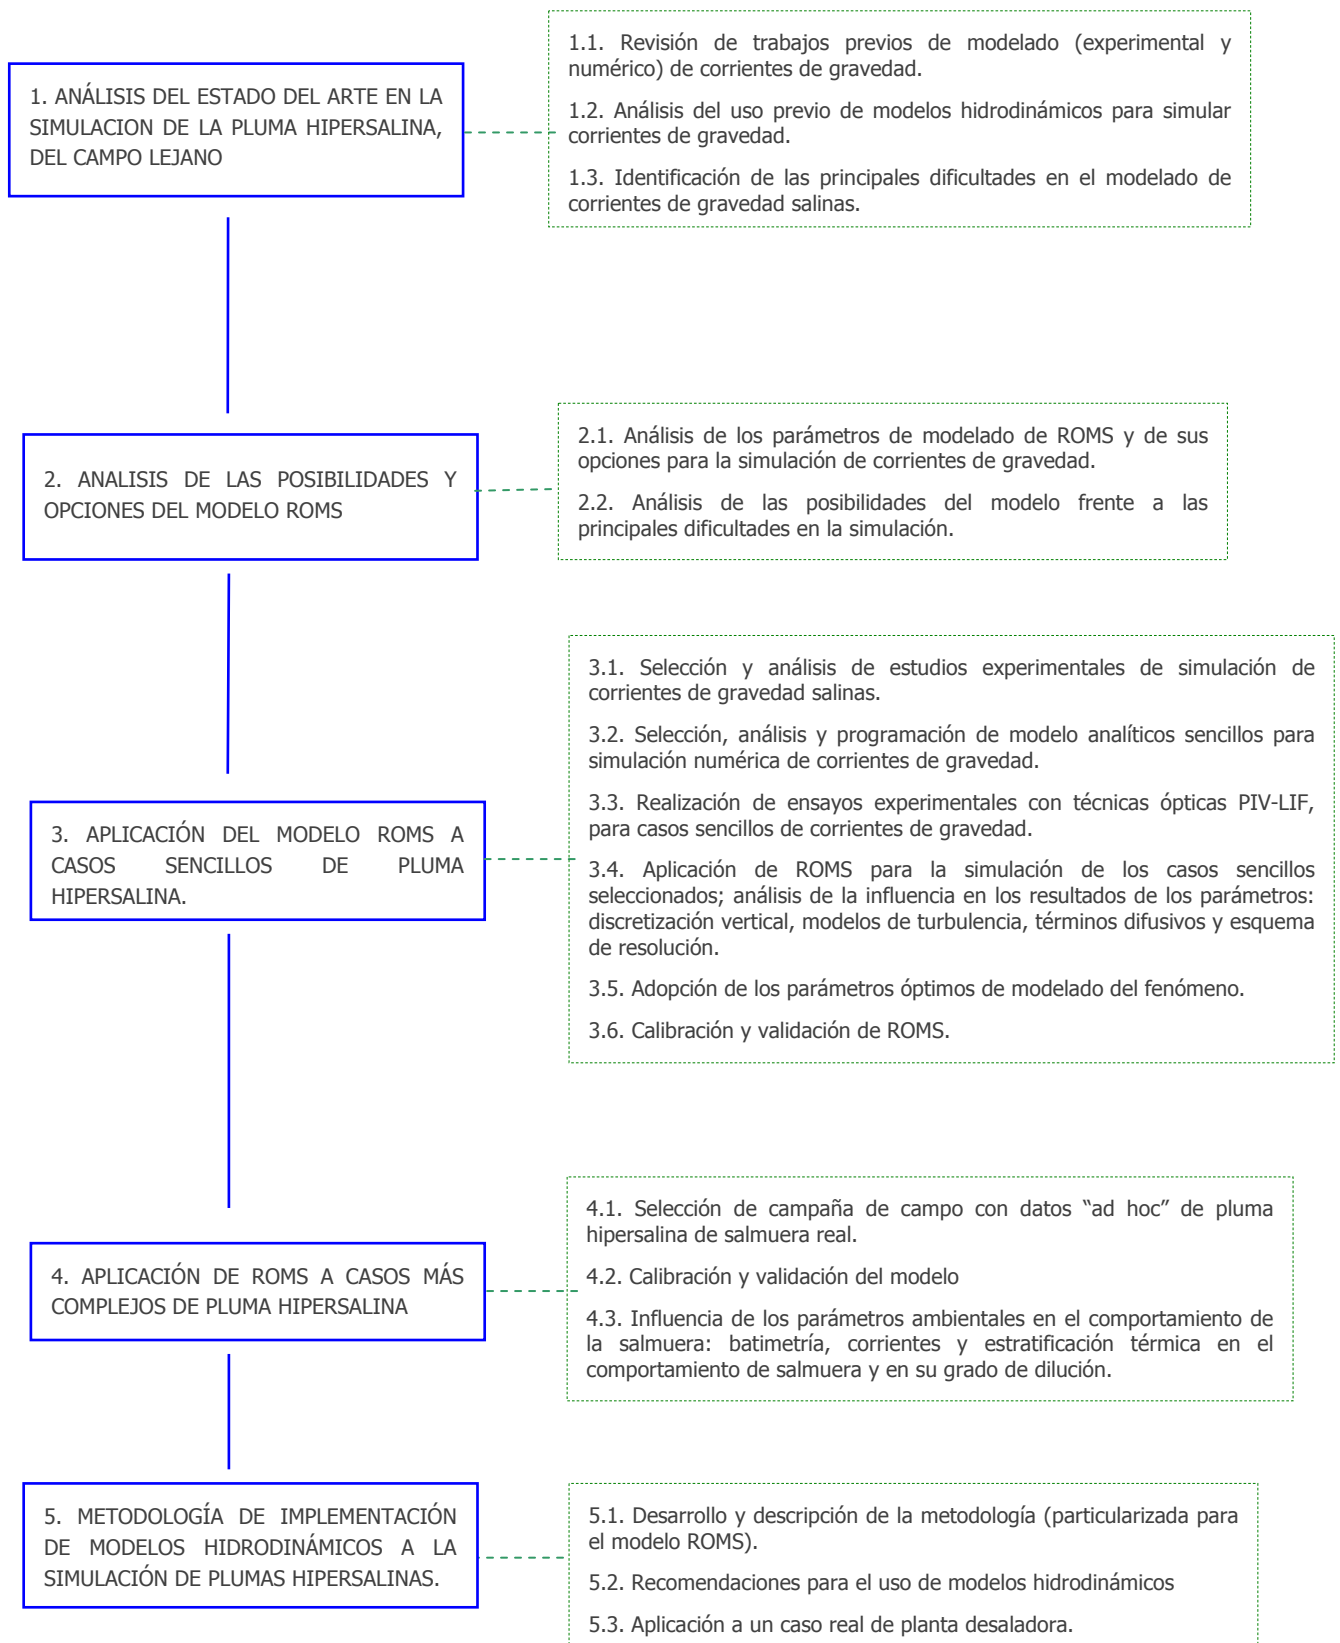 1. ANÁLISIS DEL ESTADO DEL ARTE EN LA
SIMULACION DE LA PLUMA HIPERSALINA,
DEL CAMPO LEJANO
1.1. Revisión de trabajos previos de modelado (experimental y
numérico) de corrientes de gravedad.
1.2. Análisis del uso previo de modelos hidrodinámicos para simular
corrientes de gravedad.
1.3. Identificación de las principales dificultades en el modelado de
corrientes de gravedad salinas.
2. ANALISIS DE LAS POSIBILIDADES Y
OPCIONES DEL MODELO ROMS
2.1. Análisis de los parámetros de modelado de ROMS y de sus
opciones para la simulación de corrientes de gravedad.
2.2. Análisis de las posibilidades del modelo frente a las
principales dificultades en la simulación.
3. APLICACIÓN DEL MODELO ROMS A
CASOS SENCILLOS DE PLUMA
HIPERSALINA.
3.1. Selección y análisis de estudios experimentales de simulación de
corrientes de gravedad salinas.
3.2. Selección, análisis y programación de modelo analíticos sencillos para
simulación numérica de corrientes de gravedad.
3.3. Realización de ensayos experimentales con técnicas ópticas PIV-LIF,
para casos sencillos de corrientes de gravedad.
3.4. Aplicación de ROMS para la simulación de los casos sencillos
seleccionados; análisis de la influencia en los resultados de los parámetros:
discretización vertical, modelos de turbulencia, términos difusivos y esquema
de resolución.
3.5. Adopción de los parámetros óptimos de modelado del fenómeno.
3.6. Calibración y validación de ROMS.
4. APLICACIÓN DE ROMS A CASOS MÁS
COMPLEJOS DE PLUMA HIPERSALINA
4.1. Selección de campaña de campo con datos “ad hoc” de pluma
hipersalina de salmuera real.
4.2. Calibración y validación del modelo
4.3. Influencia de los parámetros ambientales en el comportamiento de
la salmuera: batimetría, corrientes y estratificación térmica en el
comportamiento de salmuera y en su grado de dilución.
5. METODOLOGÍA DE IMPLEMENTACIÓN
DE MODELOS HIDRODINÁMICOS A LA
SIMULACIÓN DE PLUMAS HIPERSALINAS.
5.1. Desarrollo y descripción de la metodología (particularizada para
el modelo ROMS).
5.2. Recomendaciones para el uso de modelos hidrodinámicos
5.3. Aplicación a un caso real de planta desaladora.